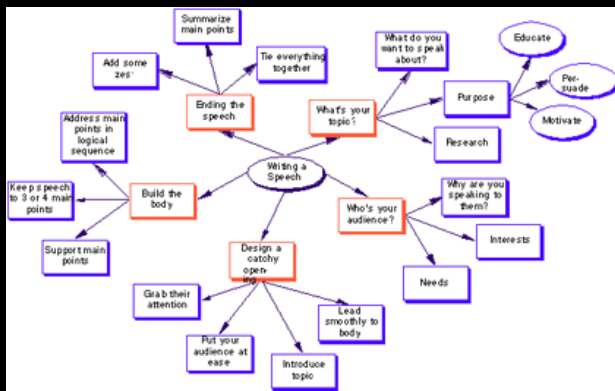 Summarize
main points
Add some
zes
Tie everything
together
Ending the
speech
What do you
want to speak
about?
What's your
topic?
Purpose
Educate
Per-
suade
Motivate
Research
Address main
points in
logical
sequence
Keep speech
to 3 or 4 main
points
Support main
points
Build the
body
Writing a
Speech
Who's your
audience?
Why are you
speaking to
them?
Interests
Needs
Design a
catchy
open-
ing
Grab their
attention
Put your
audience at
ease
Introduce
topic
Lead
smoothly to
body